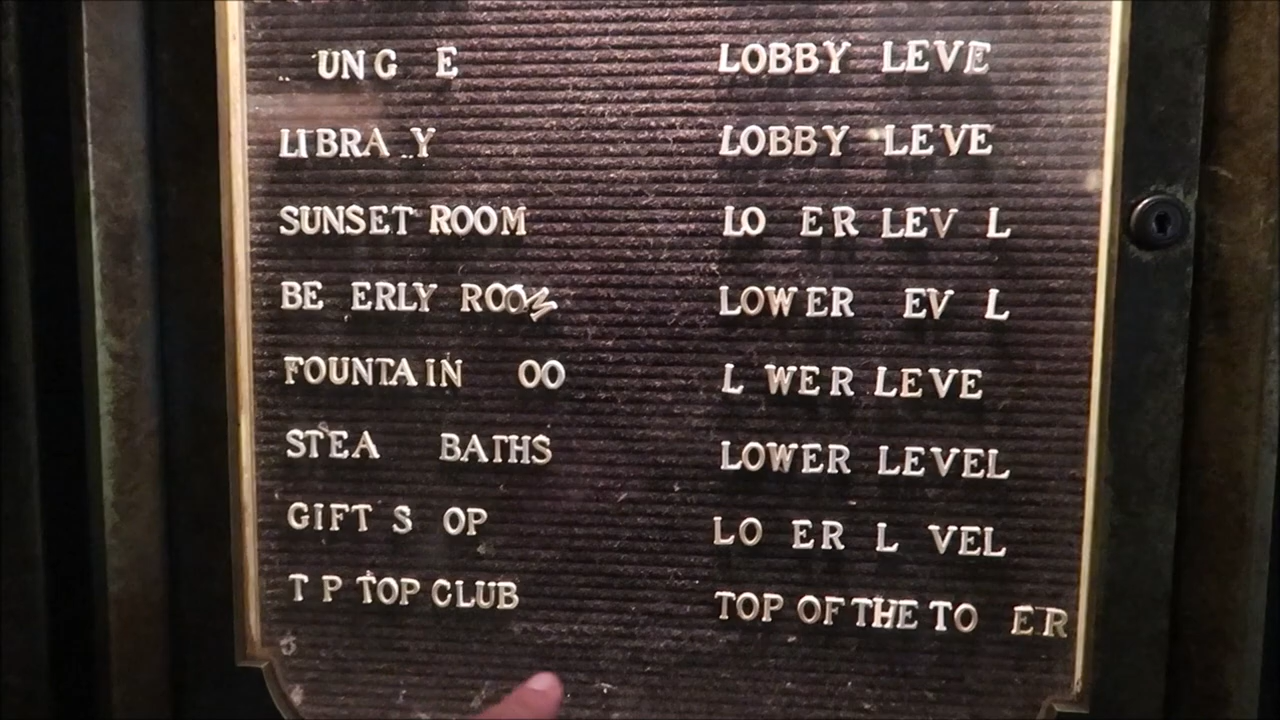 UNG E LOBBY LEVE
LIBRA Y LOBBY LEVE
SUNSET ROOM LO ER LEV L
BE ERLY ROOM LOWER EV L
FOUNTAIN OO L WER LEVE
STEA BATHS LOWER LEVEL
GIFT S OP LO ER L VEL
T P TOP CLUB TOP OF THE TO ER